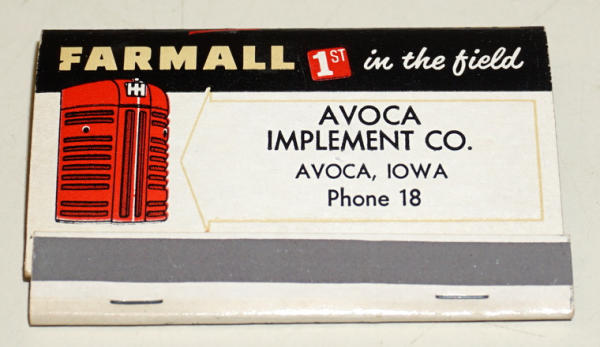 FARMALL 1ST in the field
IH
AVOCA
IMPLEMENT CO.
AVOCA, IOWA
Phone 18